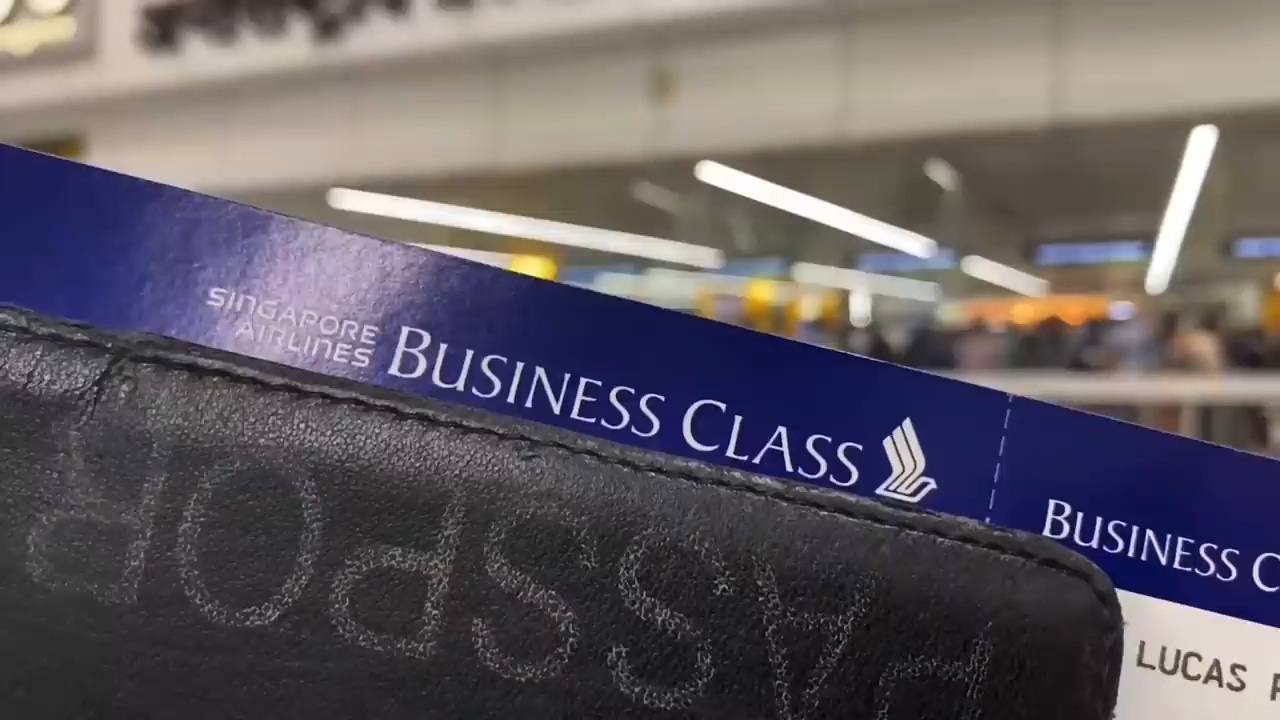 SINGAPORE
AIRLINES
BUSINESS CLASS
BUSINESS C
LUCAS
PASSPOR